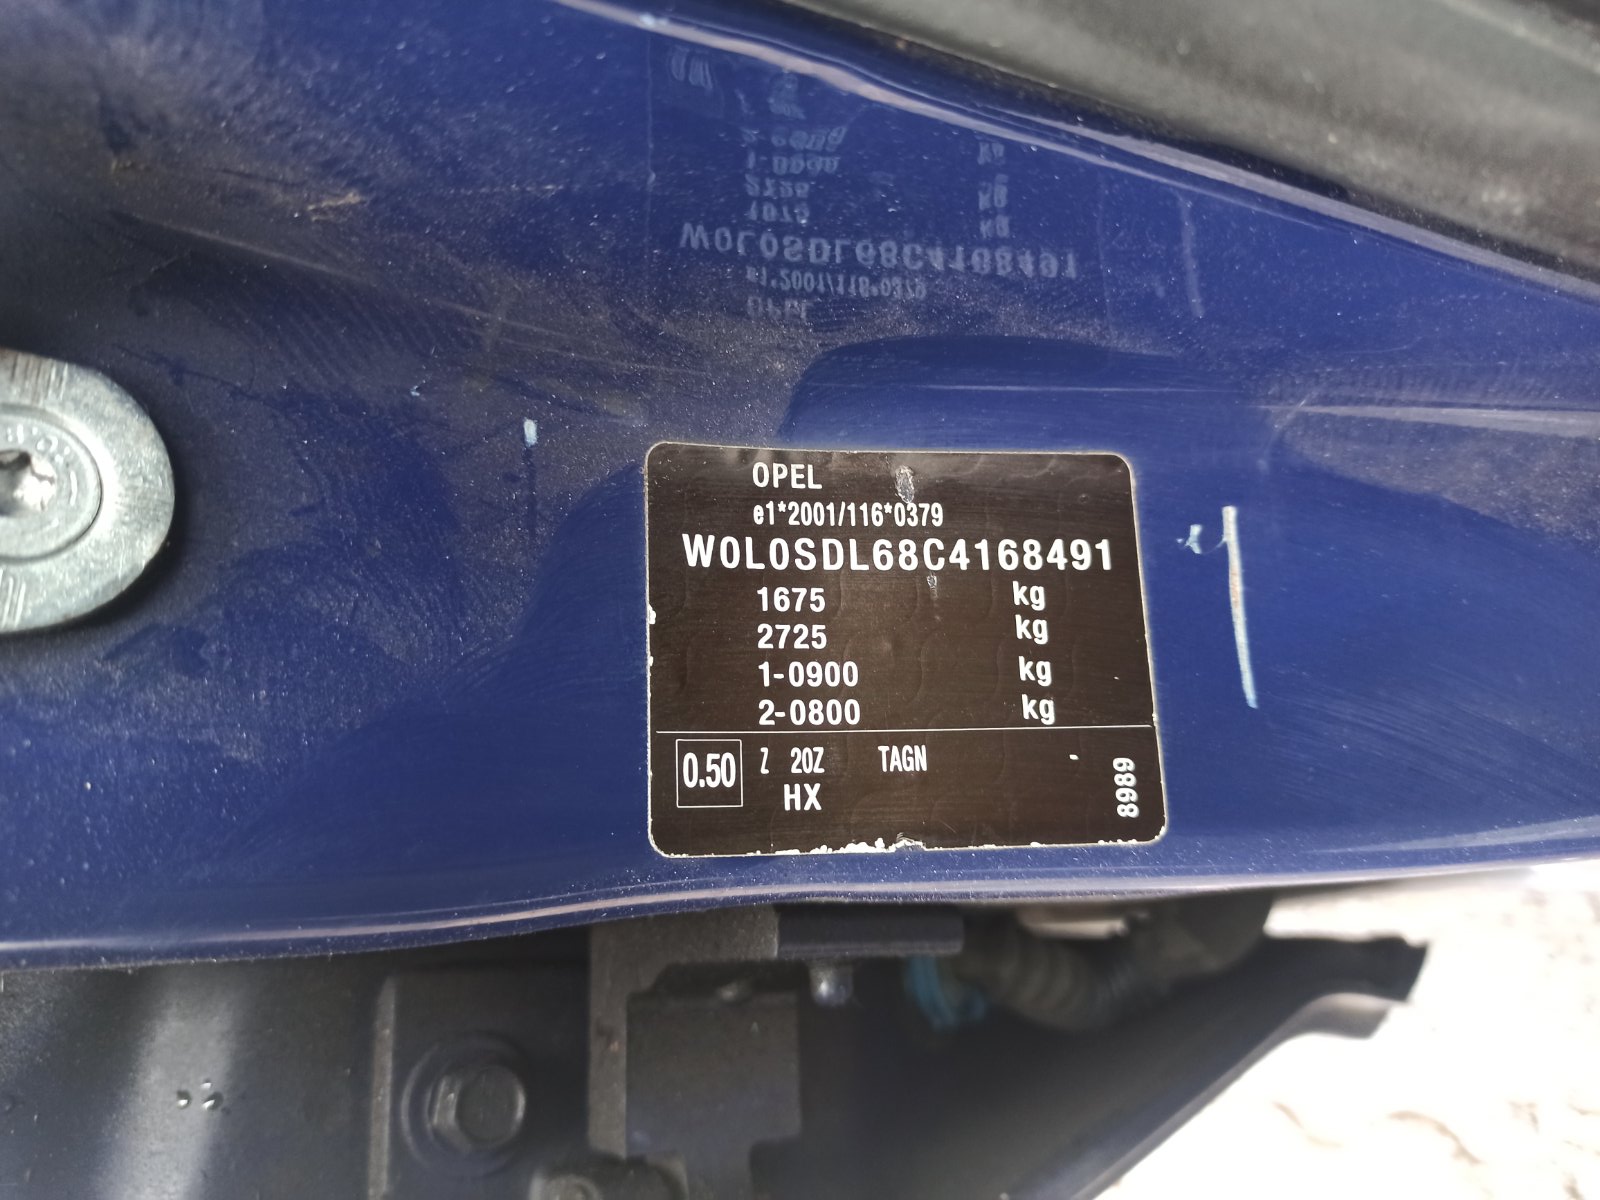 OPEL
e1*2001/116*0379
W0L0SDL68C4168491
1675 kg
2725 kg
1-0900 kg
2-0800 kg
0.50 Z 20Z TAGN
HX
8989